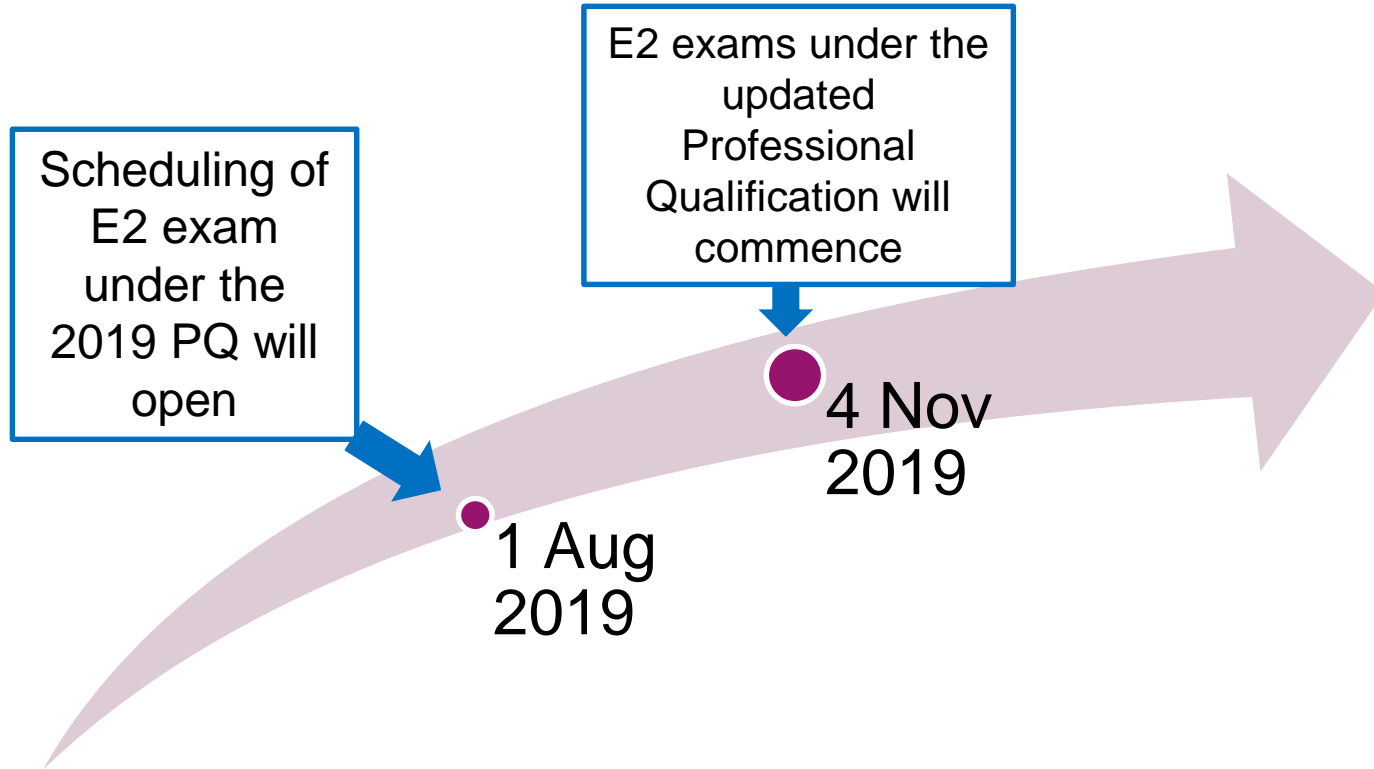 Scheduling of
E2 exam
under the
2019 PQ will
open
1 Aug
2019
E2 exams under the
updated
Professional
Qualification will
commence
4 Nov
2019